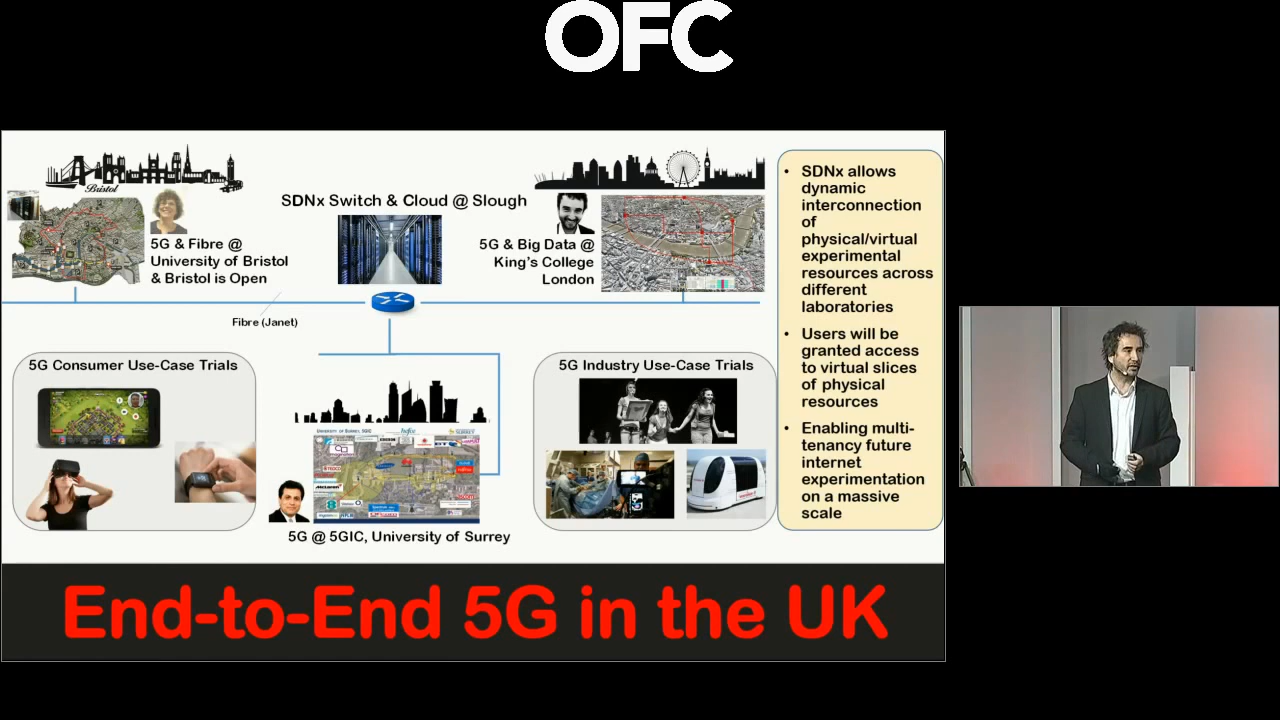 OFC
Bristol
SDNx Switch & Cloud @ Slough
5G & Fibre @
University of Bristol
& Bristol is Open
5G & Big Data @
King's College
London
Fibre (Janet)
5G Consumer Use-Case Trials
5G Industry Use-Case Trials
5G @ 5GIC, University of Surrey
• SDNx allows
dynamic
interconnection
of
physical/virtual
experimental
resources across
different
laboratories
• Users will be
granted access
to virtual slices
of physical
resources
• Enabling multi-
tenancy future
internet
experimentation
on a massive
scale
End-to-End 5G in the UK